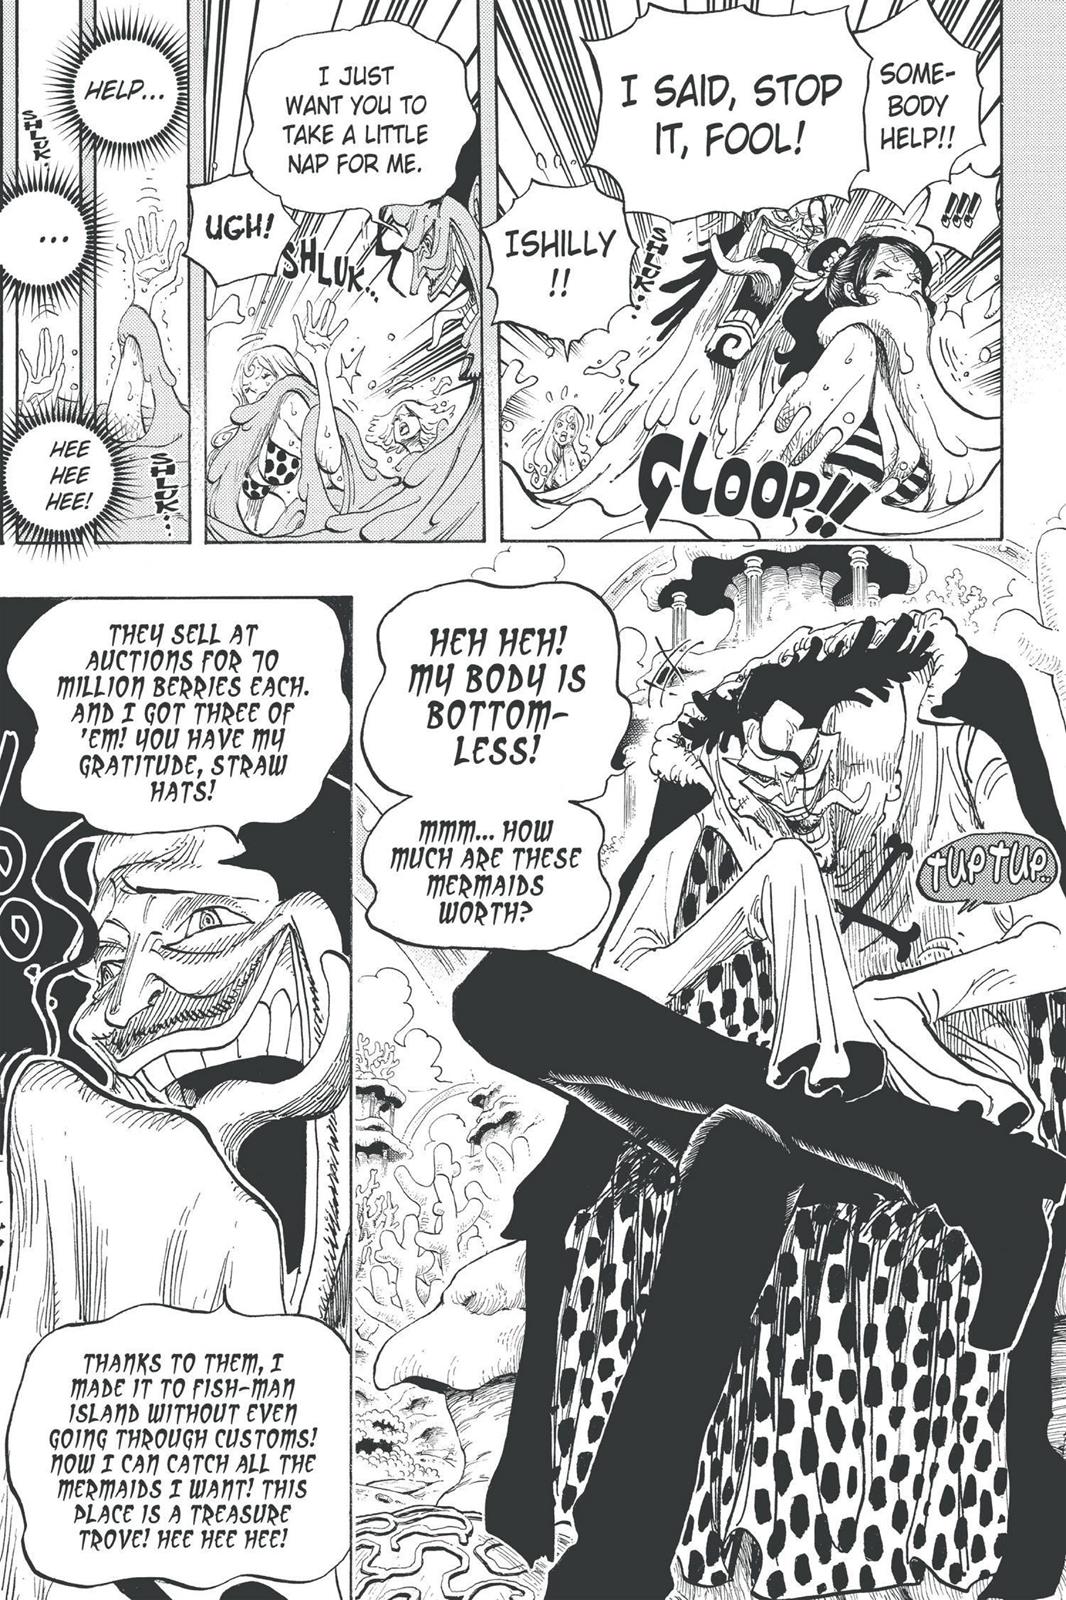 SOME-
BODY
HELP!!
I SAID, STOP
IT, FOOL!
!!!
ISHILLY
!!
SHLUK..
GLOOP!!
I JUST
WANT YOU TO
TAKE A LITTLE
NAP FOR ME.
UGH!
SHLUK...
HELP...
SHLUK..
...
HEE
HEE
HEE!
SHLUK...
HEH HEH!
MY BODY IS
BOTTOM-
LESS!
MMM... HOW
MUCH ARE THESE
MERMAIDS
WORTH?
TUP TUP..
THEY SELL AT
AUCTIONS FOR 70
MILLION BERRIES EACH.
AND I GOT THREE OF
'EM! YOU HAVE MY
GRATITUDE, STRAW
HATS!
THANKS TO THEM, I
MADE IT TO FISH-MAN
ISLAND WITHOUT EVEN
GOING THROUGH CUSTOMS!
NOW I CAN CATCH ALL THE
MERMAIDS I WANT! THIS
PLACE IS A TREASURE
TROVE! HEE HEE HEE!